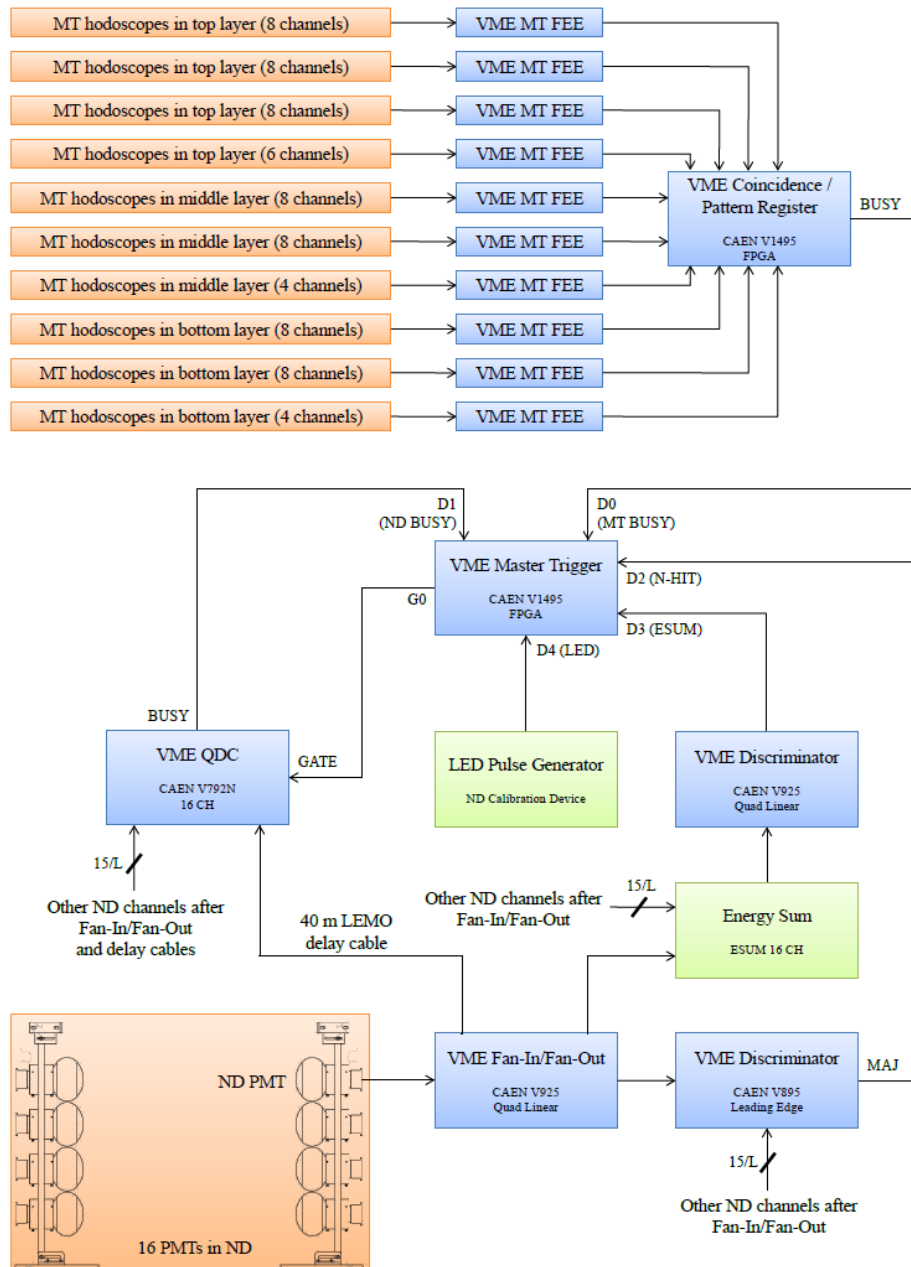 MT hodoscopes in top layer (8 channels)
VME MT FEE
MT hodoscopes in top layer (8 channels)
VME MT FEE
MT hodoscopes in top layer (8 channels)
VME MT FEE
MT hodoscopes in top layer (6 channels)
VME MT FEE
MT hodoscopes in middle layer (8 channels)
VME MT FEE
MT hodoscopes in middle layer (8 channels)
VME MT FEE
MT hodoscopes in middle layer (4 channels)
VME MT FEE
MT hodoscopes in bottom layer (8 channels)
VME MT FEE
MT hodoscopes in bottom layer (8 channels)
VME MT FEE
MT hodoscopes in bottom layer (4 channels)
VME MT FEE
VME Coincidence /
Pattern Register
CAEN V1495
FPGA
BUSY
D1
(ND BUSY)
D0
(MT BUSY)
VME Master Trigger
CAEN V1495
FPGA
G0
D2 (N-HIT)
D3 (ESUM)
D4 (LED)
BUSY
VME QDC
CAEN V792N
16 CH
GATE
LED Pulse Generator
ND Calibration Device
VME Discriminator
CAEN V925
Quad Linear
15/L
Other ND channels after
Fan-In/Fan-Out
and delay cables
40 m LEMO
delay cable
Other ND channels after
Fan-In/Fan-Out
15/L
Energy Sum
ESUM 16 CH
ND PMT
16 PMTs in ND
VME Fan-In/Fan-Out
CAEN V925
Quad Linear
VME Discriminator
CAEN V895
Leading Edge
MAJ
15/L
Other ND channels after
Fan-In/Fan-Out